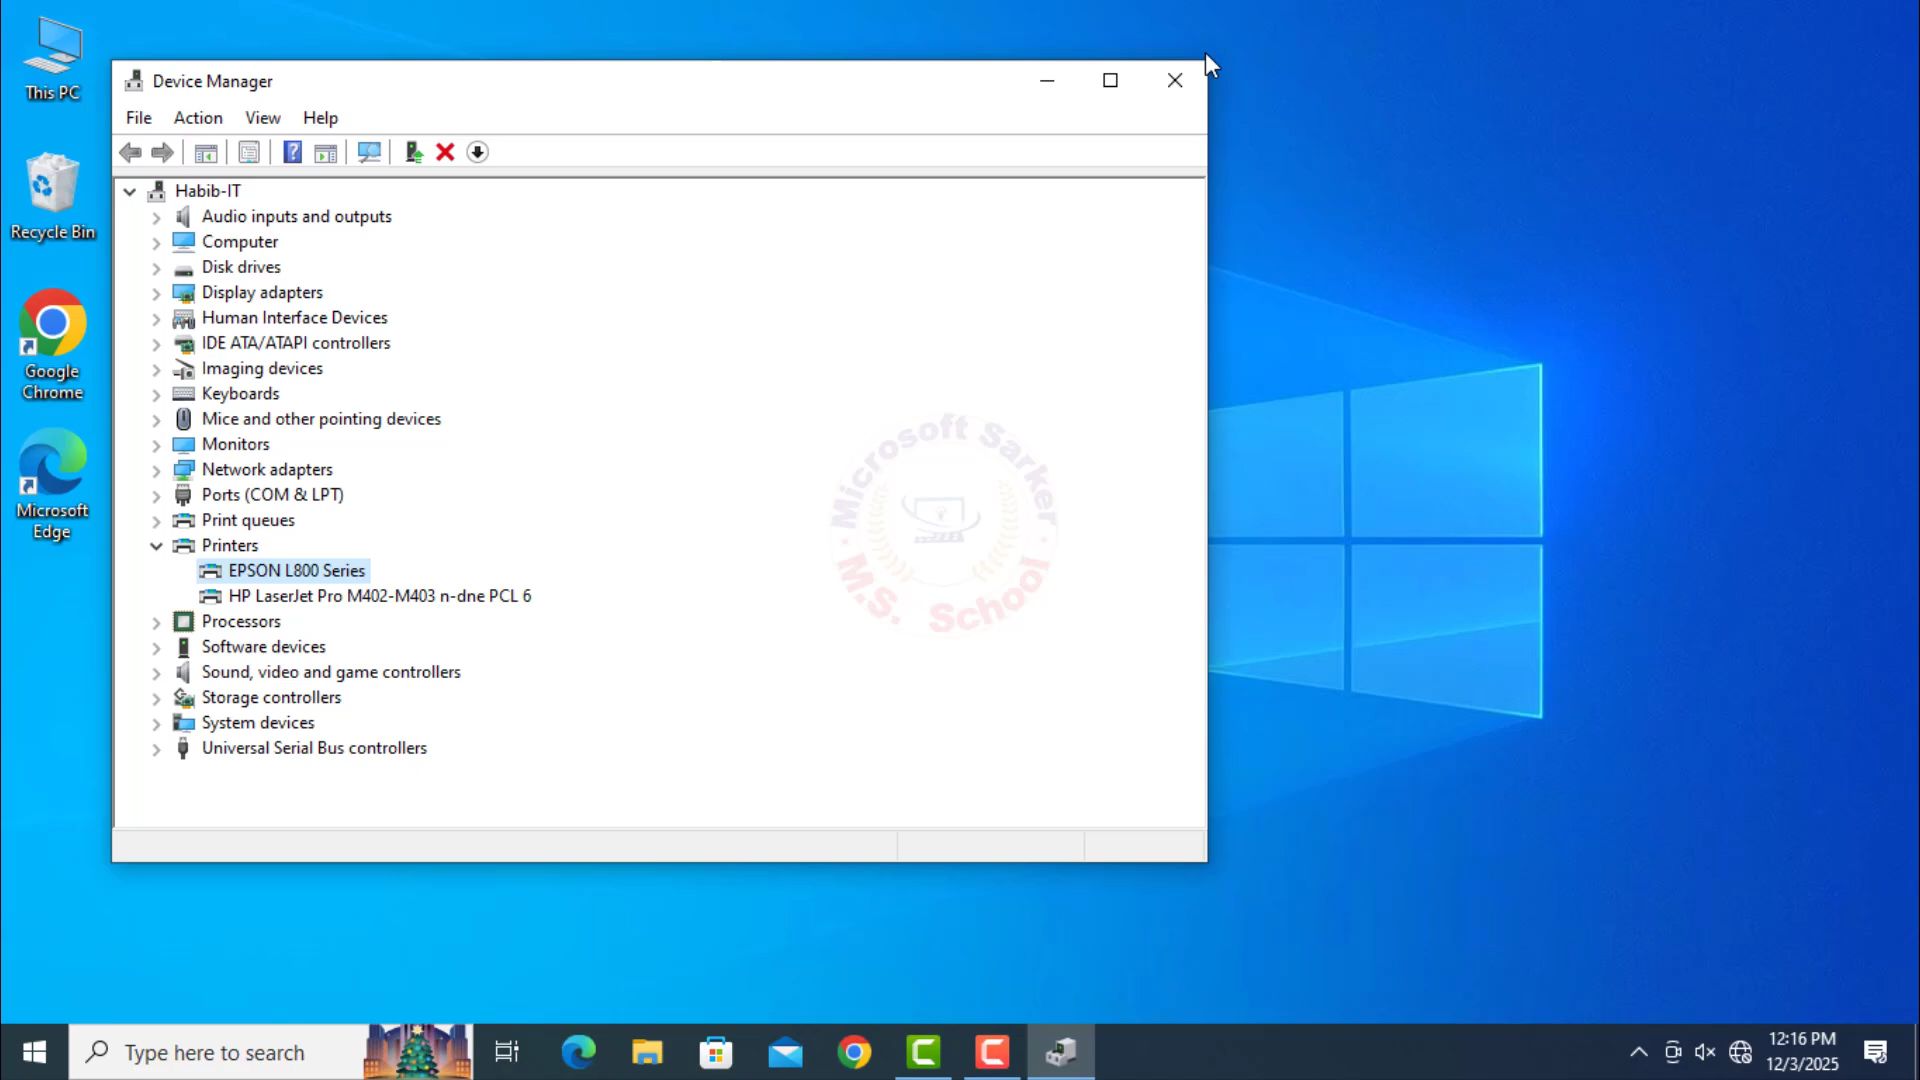 This PC
Recycle Bin
Google
Chrome
Microsoft
Edge
Device Manager
File Action View Help
Habib-IT
Audio inputs and outputs
Computer
Disk drives
Display adapters
Human Interface Devices
IDE ATA/ATAPI controllers
Imaging devices
Keyboards
Mice and other pointing devices
Monitors
Network adapters
Ports (COM & LPT)
Print queues
Printers
EPSON L800 Series
HP LaserJet Pro M402-M403 n-dne PCL 6
Processors
Software devices
Sound, video and game controllers
Storage controllers
System devices
Universal Serial Bus controllers
Microsoft Sarker
M.S. School
Type here to search
12:16 PM
12/3/2025